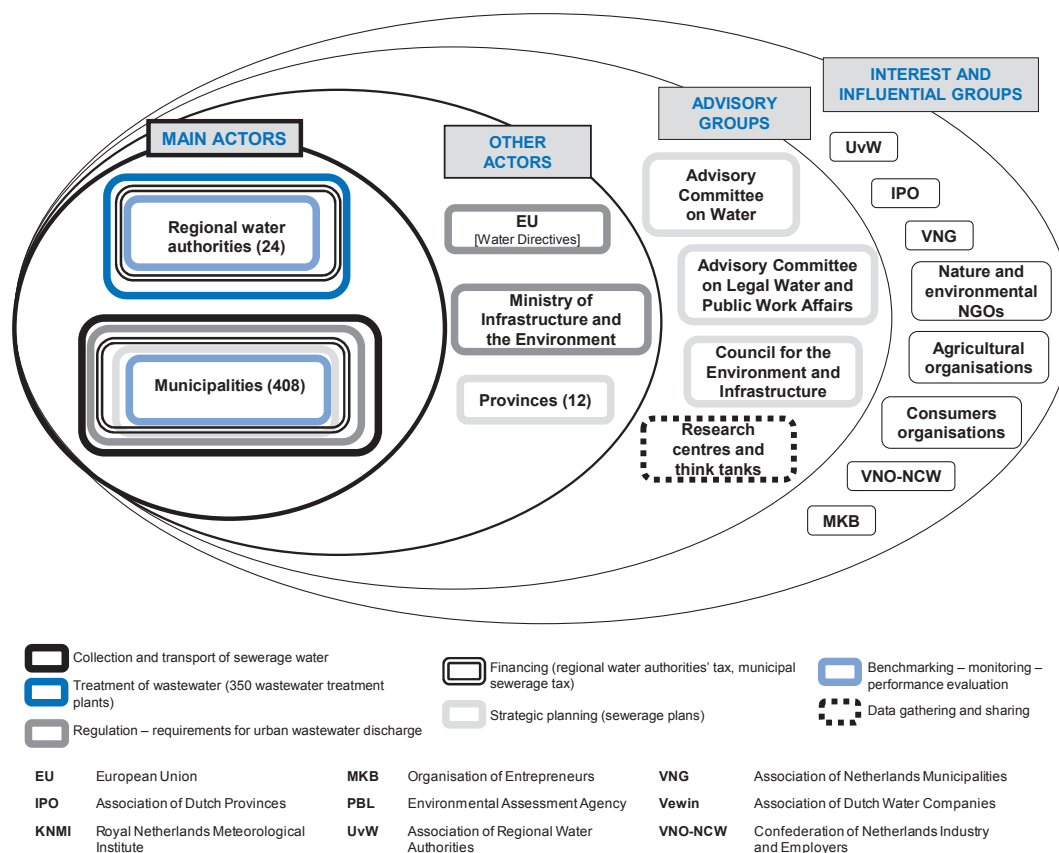 INTEREST AND
INFLUENTIAL GROUPS
ADVISORY
GROUPS
MAIN ACTORS
OTHER
ACTORS
UvW
IPO
VNG
Nature and
environmental
NGOs
Agricultural
organisations
Consumers
organisations
VNO-NCW
MKB
Advisory
Committee
on Water
Advisory Committee
on Legal Water and
Public Work Affairs
Council for the
Environment and
Infrastructure
Research
centres and
think tanks
EU
[Water Directives]
Ministry of
Infrastructure and
the Environment
Provinces (12)
Regional water
authorities (24)
Municipalities (408)
Collection and transport of sewerage water
Treatment of wastewater (350 wastewater treatment
plants)
Regulation – requirements for urban wastewater discharge
Financing (regional water authorities' tax, municipal
sewerage tax)
Strategic planning (sewerage plans)
Benchmarking – monitoring –
performance evaluation
Data gathering and sharing
EU European Union
IPO Association of Dutch Provinces
KNMI Royal Netherlands Meteorological
Institute
MKB Organisation of Entrepreneurs
PBL Environmental Assessment Agency
UvW Association of Regional Water
Authorities
VNG Association of Netherlands Municipalities
Vewin Association of Dutch Water Companies
VNO-NCW Confederation of Netherlands Industry
and Employers